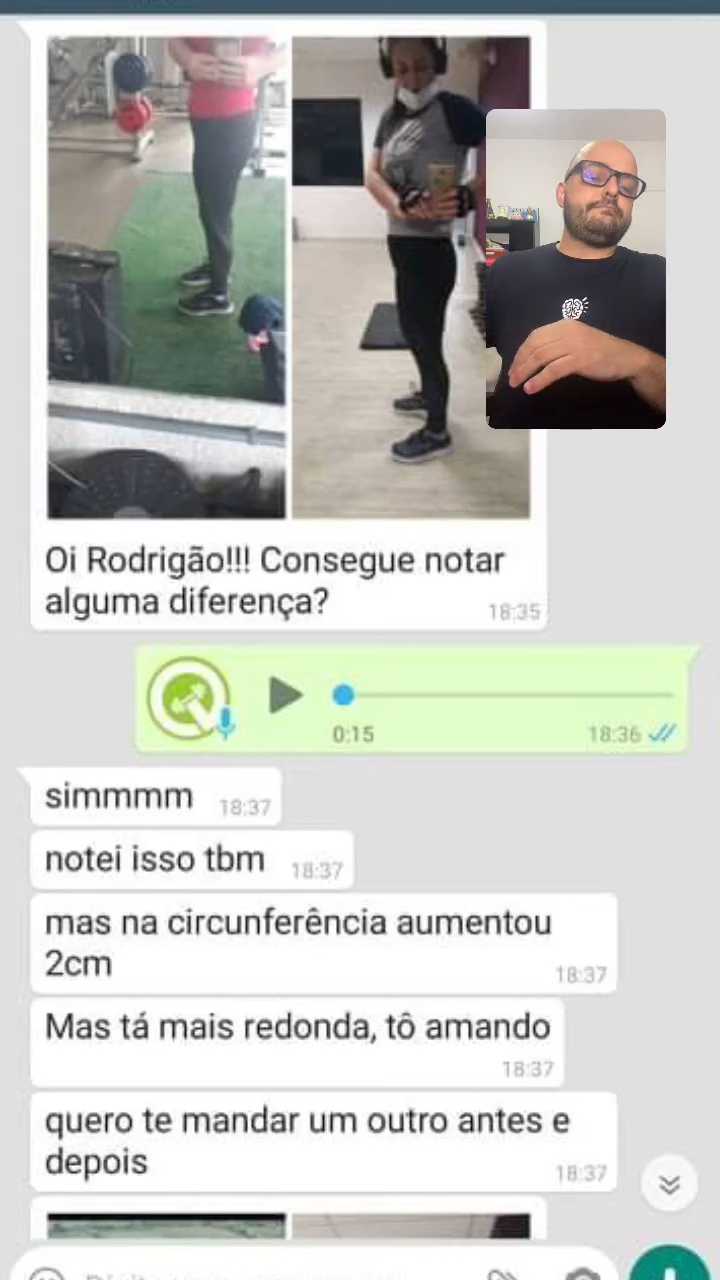 Oi Rodrigão!!! Consegue notar
alguma diferença?
18:35
0:15
18:36
simmmm 18:37
notei isso tbm 18:37
mas na circunferência aumentou
2cm
18:37
Mas tá mais redonda, tô amando
18:37
quero te mandar um outro antes e
depois
18:37